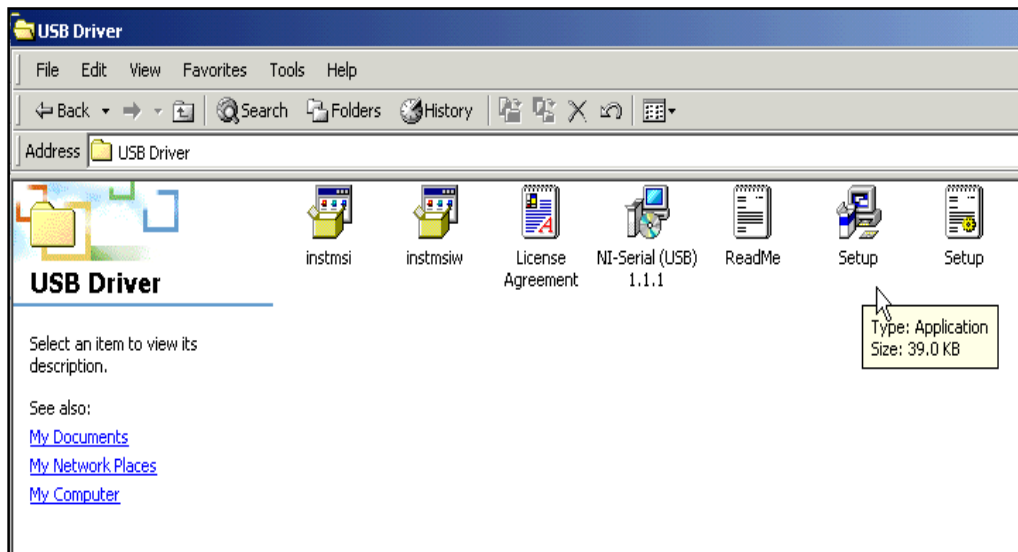 USB Driver
File Edit View Favorites Tools Help
Back Search Folders History
Address USB Driver
instmsi instmsiw License Agreement NI-Serial (USB) 1.1.1 ReadMe Setup Setup
USB Driver
Type: Application
Size: 39.0 KB
Select an item to view its
description.
See also:
My Documents
My Network Places
My Computer